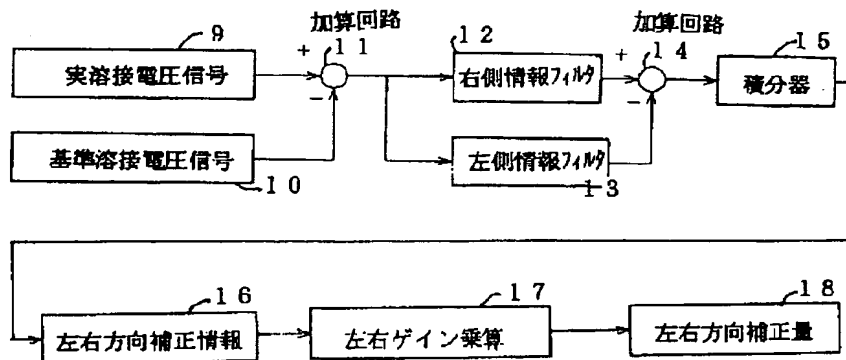 加算回路
加算回路
９
＋
１１
１２
＋
１４
１５
実溶接電圧信号
右側情報フィルタ
積分器
－
－
基準溶接電圧信号
左側情報フィルタ
１０
１３
１６
１７
１８
左右方向補正情報
左右ゲイン乗算
左右方向補正量